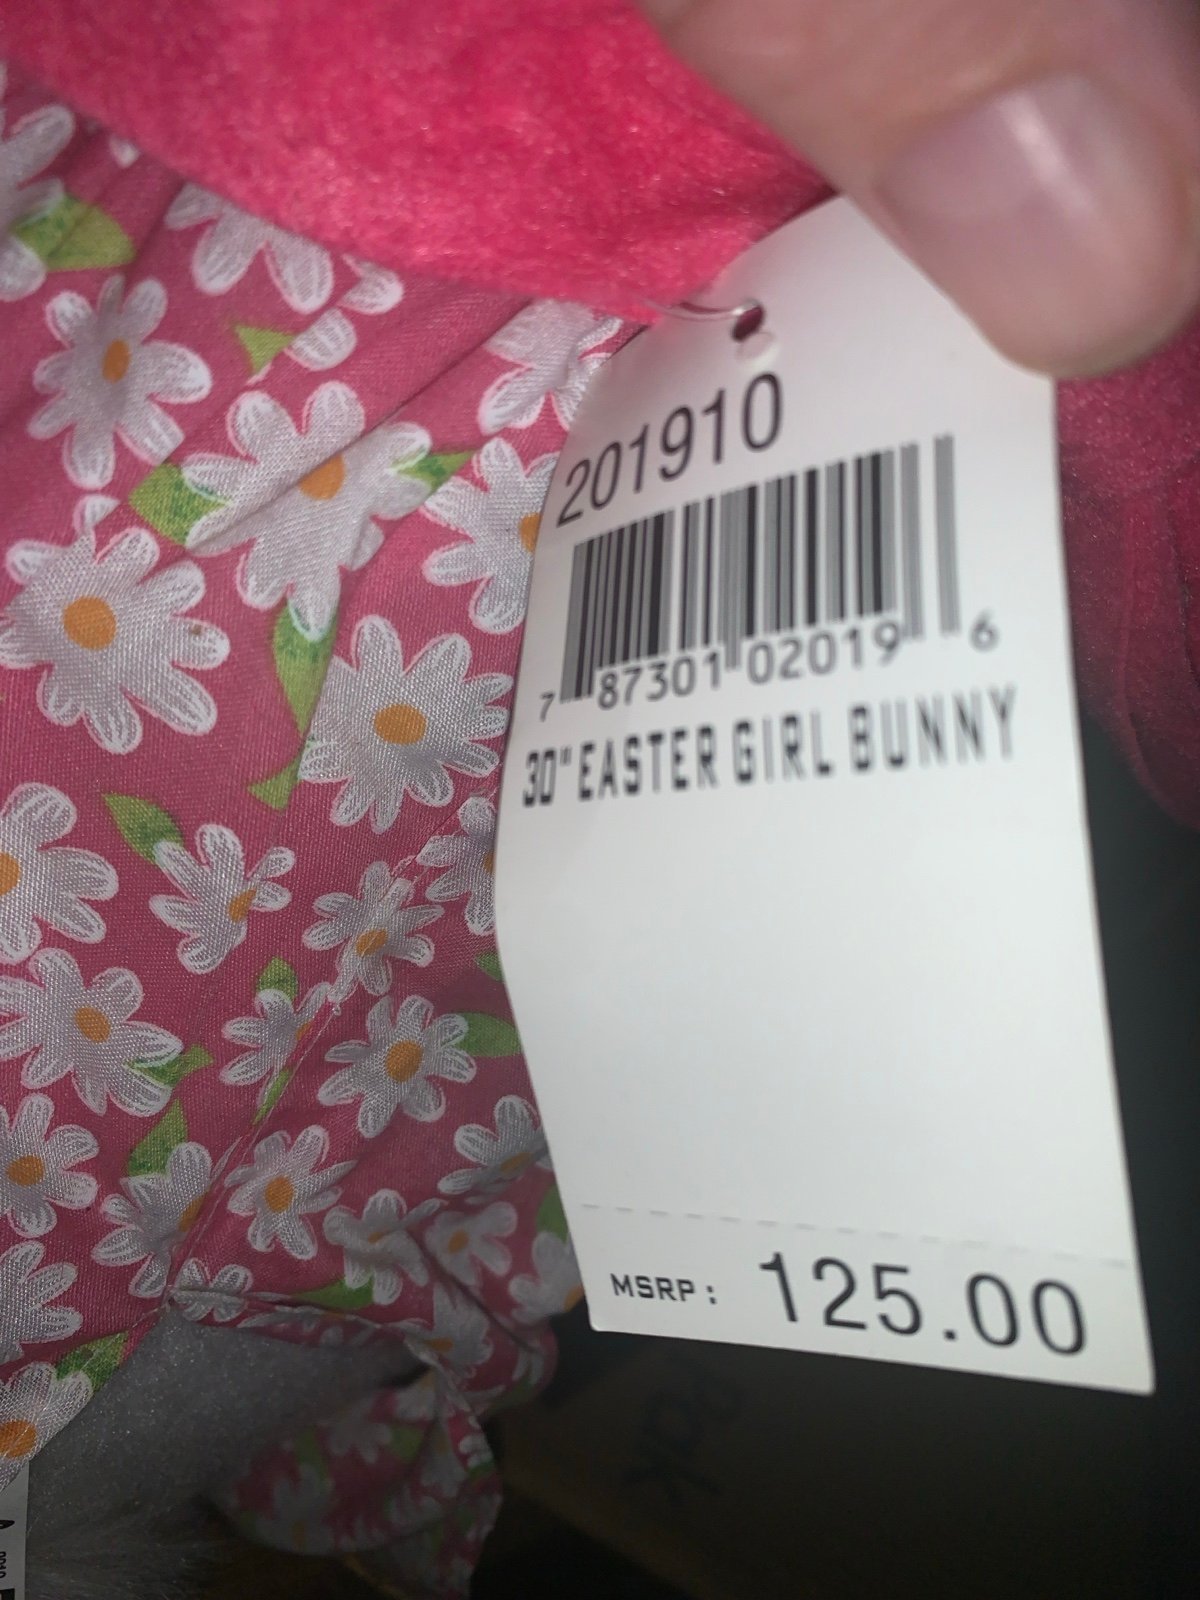 201910
7 87301 02019 6
30" EASTER GIRL BUNNY
MSRP: 125.00